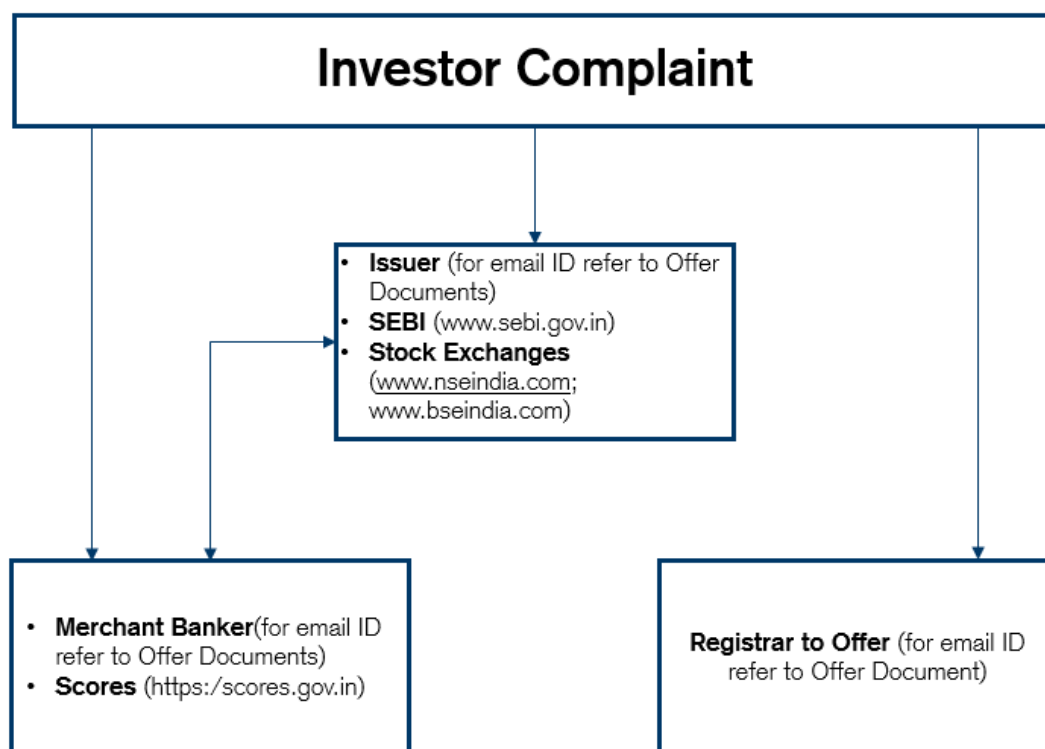 Investor Complaint
• Issuer (for email ID refer to Offer
Documents)
• SEBI (www.sebi.gov.in)
• Stock Exchanges
(www.nseindia.com;
www.bseindia.com)
• Merchant Banker(for email ID
refer to Offer Documents)
• Scores (https:/scores.gov.in)
Registrar to Offer (for email ID
refer to Offer Document)